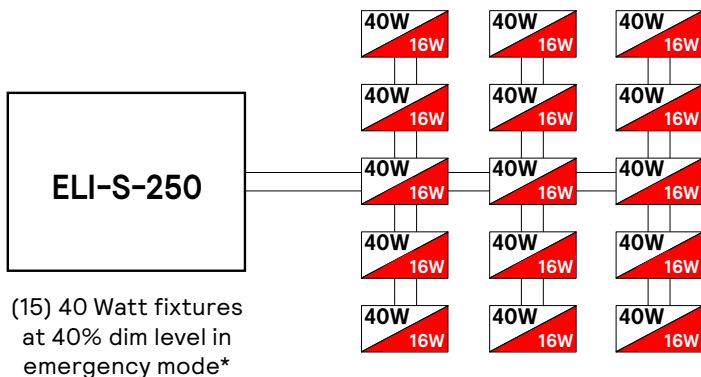 40W 40W 40W
16W 16W 16W
40W 40W 40W
16W 16W 16W
ELI-S-250
40W 40W 40W
16W 16W 16W
40W 40W 40W
16W 16W 16W
40W 40W 40W
16W 16W 16W
(15) 40 Watt fixtures
at 40% dim level in
emergency mode*